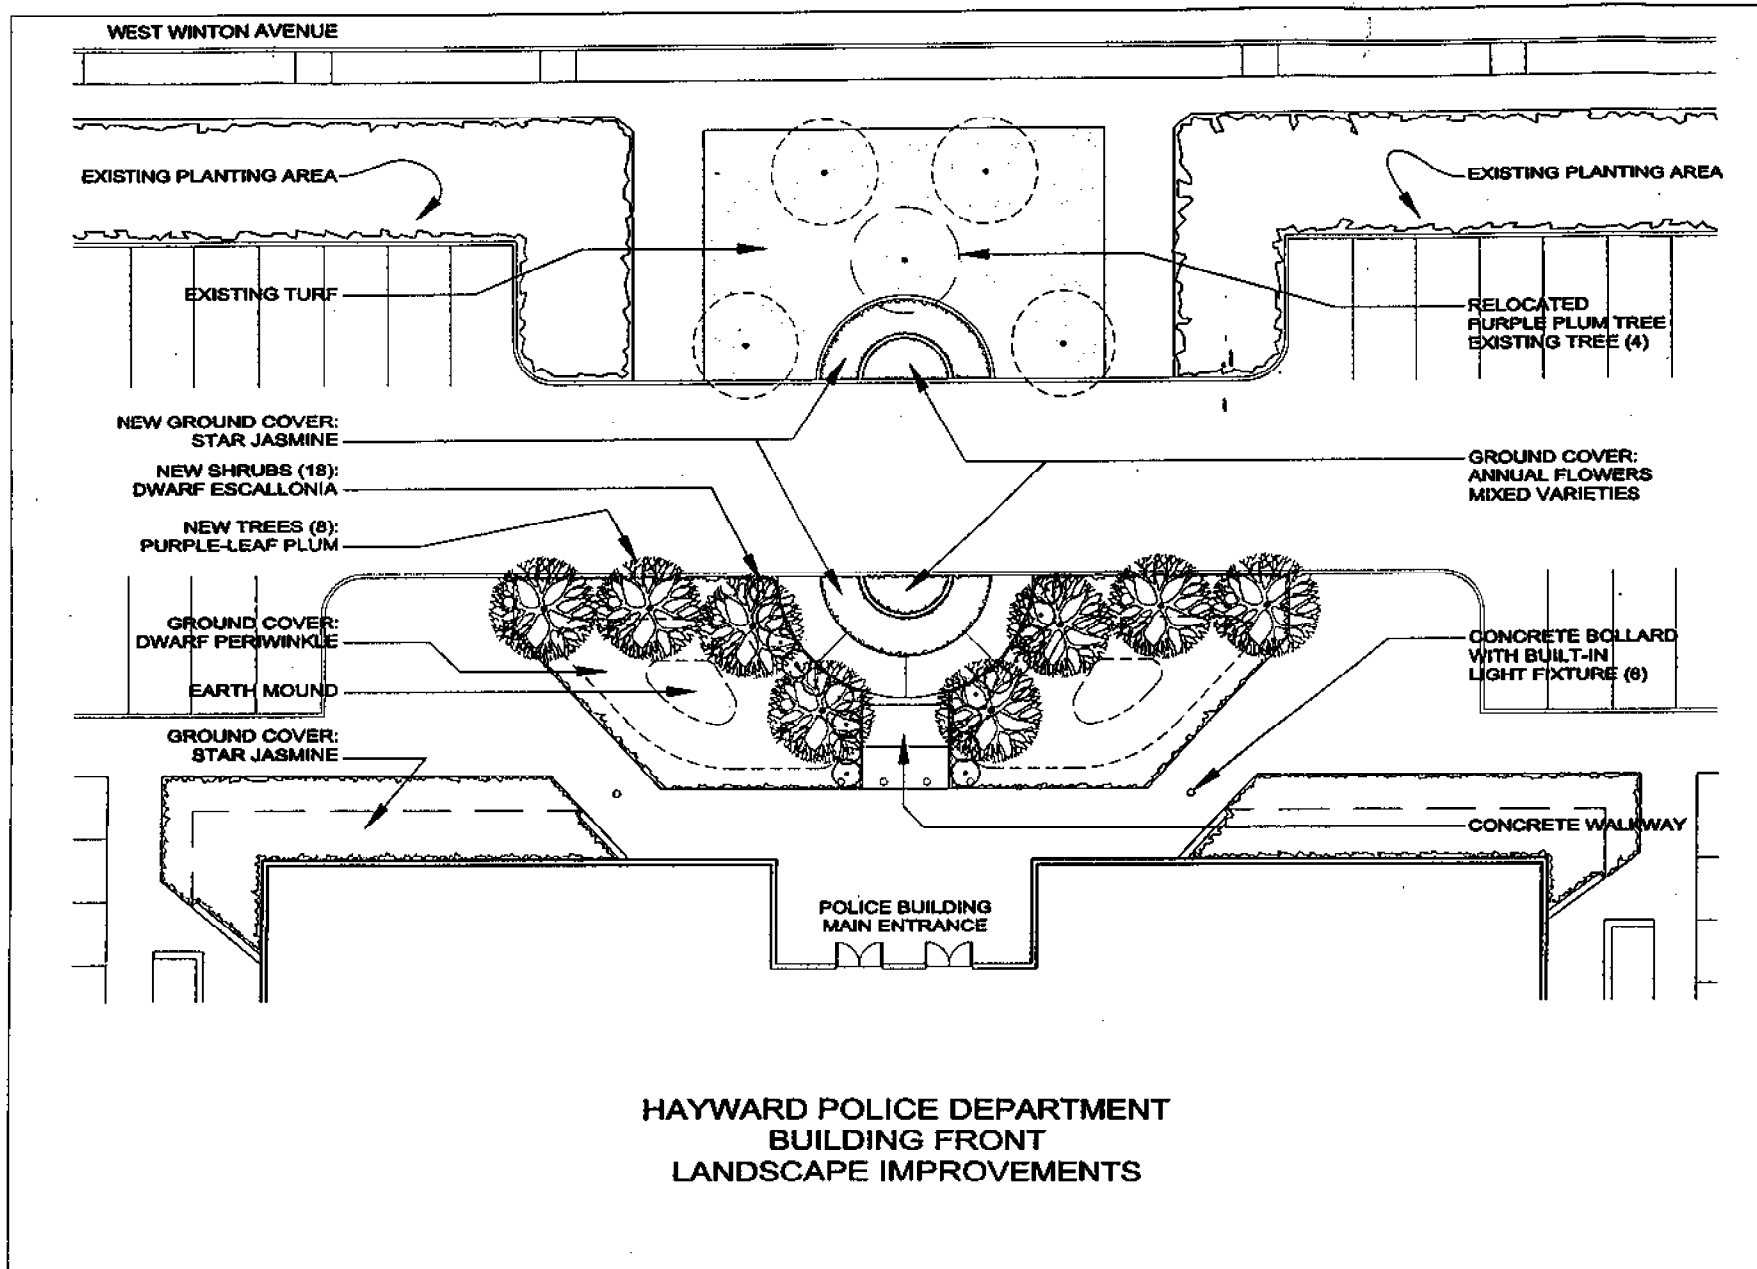 WEST WINTON AVENUE
EXISTING PLANTING AREA
EXISTING PLANTING AREA
EXISTING TURF
RELOCATED
PURPLE PLUM TREE
EXISTING TREE (4)
NEW GROUND COVER:
STAR JASMINE
GROUND COVER:
ANNUAL FLOWERS
MIXED VARIETIES
NEW SHRUBS (18):
DWARF ESCALLONIA
NEW TREES (8):
PURPLE-LEAF PLUM
GROUND COVER:
DWARF PERIWINKLE
EARTH MOUND
CONCRETE BOLLARD
WITH BUILT-IN
LIGHT FIXTURE (6)
GROUND COVER:
STAR JASMINE
CONCRETE WALKWAY
POLICE BUILDING
MAIN ENTRANCE
HAYWARD POLICE DEPARTMENT
BUILDING FRONT
LANDSCAPE IMPROVEMENTS